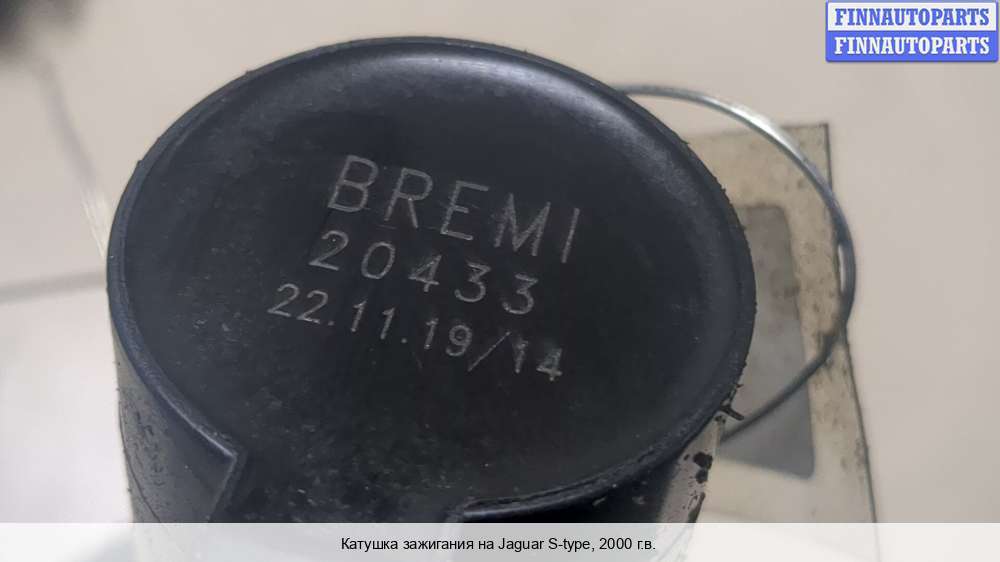 FINNAUTOPARTS
FINNAUTOPARTS
BREMI
20433
22.11.19/14
Катушка зажигания на Jaguar S-type, 2000 г.в.